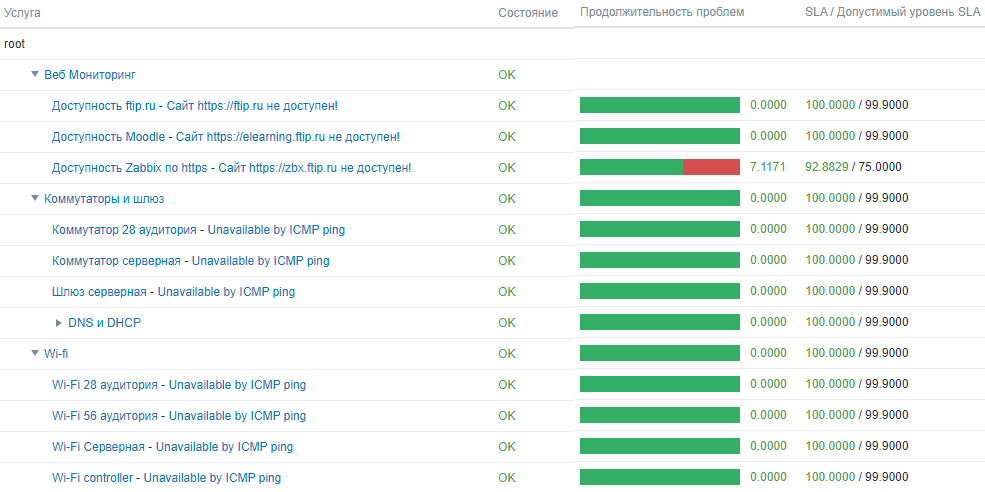 Услуга Состояние Продолжительность проблем SLA / Допустимый уровень SLA
root
Веб Мониторинг OK
Доступность ftip.ru - Сайт https://ftip.ru не доступен! OK 0.0000 100.0000 / 99.9000
Доступность Moodle - Сайт https://elearning.ftip.ru не доступен! OK 0.0000 100.0000 / 99.9000
Доступность Zabbix по https - Сайт https://zbx.ftip.ru не доступен! OK 7.1171 92.8829 / 75.0000
Коммутаторы и шлюз OK 0.0000 100.0000 / 99.9000
Коммутатор 28 аудитория - Unavailable by ICMP ping OK 0.0000 100.0000 / 99.9000
Коммутатор серверная - Unavailable by ICMP ping OK 0.0000 100.0000 / 99.9000
Шлюз серверная - Unavailable by ICMP ping OK 0.0000 100.0000 / 99.9000
DNS и DHCP OK 0.0000 100.0000 / 99.9000
Wi-fi OK 0.0000 100.0000 / 99.9000
Wi-Fi 28 аудитория - Unavailable by ICMP ping OK 0.0000 100.0000 / 99.9000
Wi-Fi 56 аудитория - Unavailable by ICMP ping OK 0.0000 100.0000 / 99.9000
Wi-Fi Серверная - Unavailable by ICMP ping OK 0.0000 100.0000 / 99.9000
Wi-Fi controller - Unavailable by ICMP ping OK 0.0000 100.0000 / 99.9000